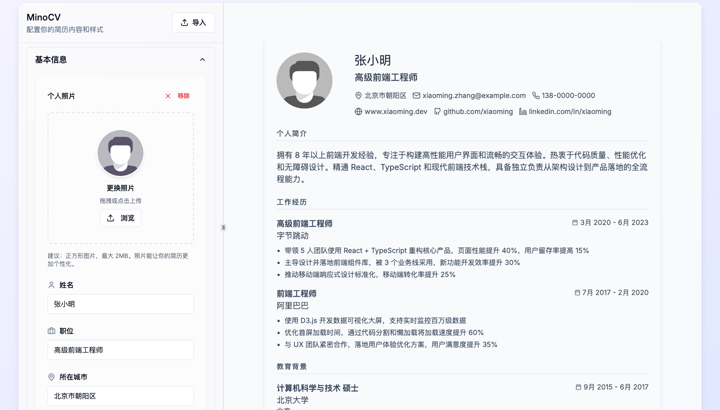 MinoCV
配置你的简历内容和样式
导入
基本信息
个人照片
移除
更换照片
拖拽或点击上传
浏览
建议：正方形图片，最大 2MB。照片能让你的简历更
加个性化。
姓名
张小明
职位
高级前端工程师
所在城市
北京市朝阳区
张小明
高级前端工程师
北京市朝阳区 xiaoming.zhang@example.com 138-0000-0000
www.xiaoming.dev github.com/xiaoming linkedin.com/in/xiaoming
个人简介
拥有 8 年以上前端开发经验，专注于构建高性能用户界面和流畅的交互体验。热衷于代码质量、性能优化
和无障碍设计。精通 React、TypeScript 和现代前端技术栈，具备独立负责从架构设计到产品落地的全流
程能力。
工作经历
高级前端工程师 3月 2020 - 6月 2023
字节跳动
• 带领 5 人团队使用 React + TypeScript 重构核心产品，页面性能提升 40%，用户留存率提高 15%
• 主导设计并落地前端组件库，被 3 个业务线采用，新功能开发效率提升 30%
• 推动移动端响应式设计标准化，移动端转化率提升 25%
前端工程师 7月 2017 - 2月 2020
阿里巴巴
• 使用 D3.js 开发数据可视化大屏，支持实时监控百万级数据
• 优化首屏加载时间，通过代码分割和懒加载将加载速度提升 60%
• 与 UX 团队紧密合作，落地用户体验优化方案，用户满意度提升 35%
教育背景
计算机科学与技术 硕士 9月 2015 - 6月 2017
北京大学